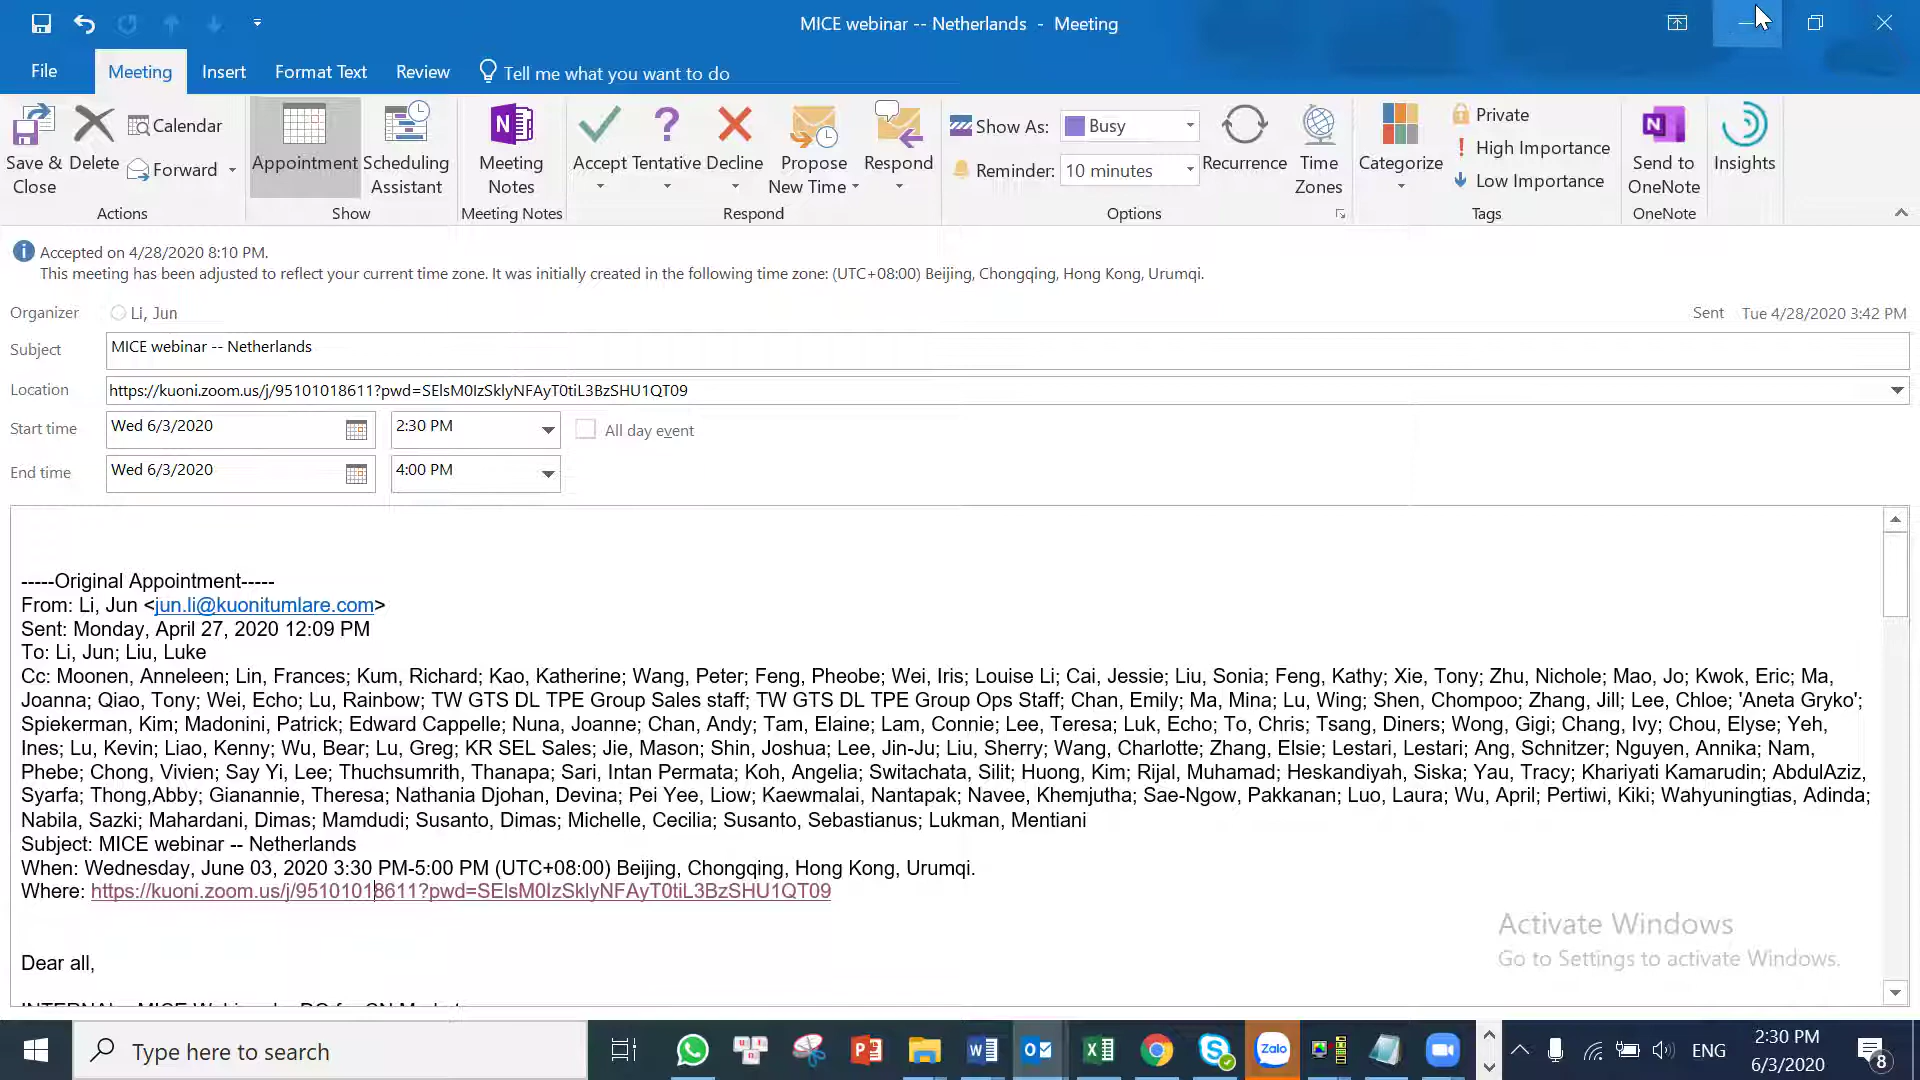 MICE webinar -- Netherlands - Meeting
File Meeting Insert Format Text Review Tell me what you want to do
Save & Close Delete Calendar Forward Actions
Appointment Scheduling Assistant Show
Meeting Notes Meeting Notes
Accept Tentative Decline Propose New Time Respond Respond
Show As: Busy Reminder: 10 minutes Recurrence Time Zones Options
Categorize Private High Importance Low Importance Tags
Send to OneNote OneNote
Insights
Accepted on 4/28/2020 8:10 PM.
This meeting has been adjusted to reflect your current time zone. It was initially created in the following time zone: (UTC+08:00) Beijing, Chongqing, Hong Kong, Urumqi.
Organizer Li, Jun Sent Tue 4/28/2020 3:42 PM
Subject MICE webinar -- Netherlands
Location https://kuoni.zoom.us/j/95101018611?pwd=SElsM0IzSklyNFAyT0tiL3BzSHU1QT09
Start time Wed 6/3/2020 2:30 PM All day event
End time Wed 6/3/2020 4:00 PM
-----Original Appointment-----
From: Li, Jun <jun.li@kuonitumlare.com>
Sent: Monday, April 27, 2020 12:09 PM
To: Li, Jun; Liu, Luke
Cc: Moonen, Anneleen; Lin, Frances; Kum, Richard; Kao, Katherine; Wang, Peter; Feng, Pheobe; Wei, Iris; Louise Li; Cai, Jessie; Liu, Sonia; Feng, Kathy; Xie, Tony; Zhu, Nichole; Mao, Jo; Kwok, Eric; Ma,
Joanna; Qiao, Tony; Wei, Echo; Lu, Rainbow; TW GTS DL TPE Group Sales staff; TW GTS DL TPE Group Ops Staff; Chan, Emily; Ma, Mina; Lu, Wing; Shen, Chompoo; Zhang, Jill; Lee, Chloe; 'Aneta Gryko';
Spiekerman, Kim; Madonini, Patrick; Edward Cappelle; Nuna, Joanne; Chan, Andy; Tam, Elaine; Lam, Connie; Lee, Teresa; Luk, Echo; To, Chris; Tsang, Diners; Wong, Gigi; Chang, Ivy; Chou, Elyse; Yeh,
Ines; Lu, Kevin; Liao, Kenny; Wu, Bear; Lu, Greg; KR SEL Sales; Jie, Mason; Shin, Joshua; Lee, Jin-Ju; Liu, Sherry; Wang, Charlotte; Zhang, Elsie; Lestari, Lestari; Ang, Schnitzer; Nguyen, Annika; Nam,
Phebe; Chong, Vivien; Say Yi, Lee; Thuchsumrith, Thanapa; Sari, Intan Permata; Koh, Angelia; Switachata, Silit; Huong, Kim; Rijal, Muhamad; Heskandiyah, Siska; Yau, Tracy; Khariyati Kamarudin; AbdulAziz,
Syarfa; Thong,Abby; Gianannie, Theresa; Nathania Djohan, Devina; Pei Yee, Liow; Kaewmalai, Nantapak; Navee, Khemjutha; Sae-Ngow, Pakkanan; Luo, Laura; Wu, April; Pertiwi, Kiki; Wahyuningtias, Adinda;
Nabila, Sazki; Mahardani, Dimas; Mamdudi; Susanto, Dimas; Michelle, Cecilia; Susanto, Sebastianus; Lukman, Mentiani
Subject: MICE webinar -- Netherlands
When: Wednesday, June 03, 2020 3:30 PM-5:00 PM (UTC+08:00) Beijing, Chongqing, Hong Kong, Urumqi.
Where: https://kuoni.zoom.us/j/95101018611?pwd=SElsM0IzSklyNFAyT0tiL3BzSHU1QT09
Dear all,
Activate Windows
Go to Settings to activate Windows.
Type here to search
Zalo
ENG
2:30 PM
6/3/2020
8